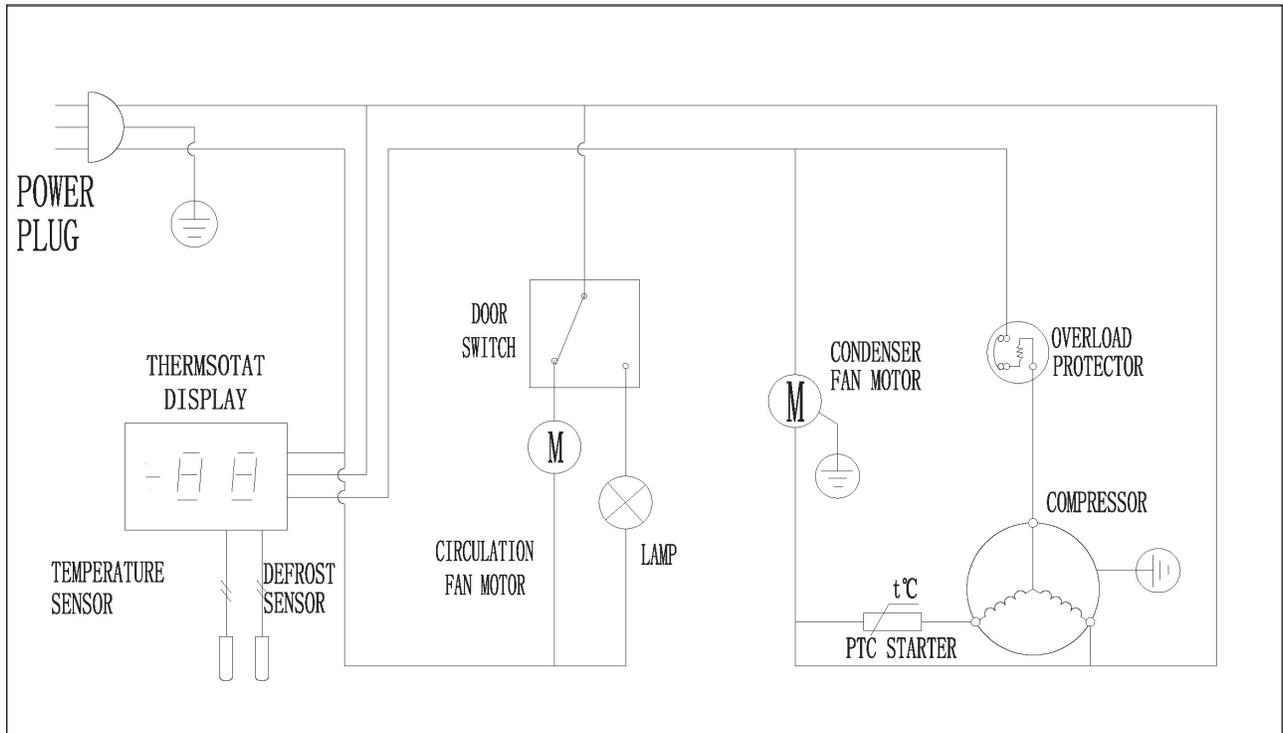 POWER
PLUG
DOOR
SWITCH
THERMSOTAT
DISPLAY
-88
CONDENSER
FAN MOTOR
OVERLOAD
PROTECTOR
M
M
COMPRESSOR
CIRCULATION
FAN MOTOR
LAMP
TEMPERATURE
SENSOR
DEFROST
SENSOR
t℃
PTC STARTER